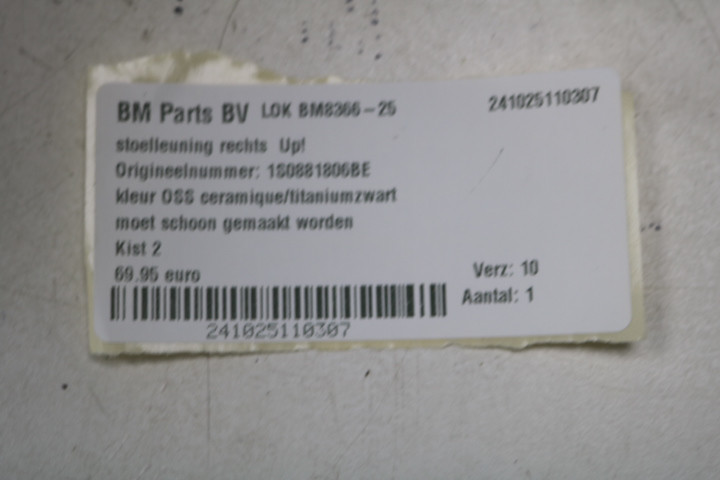 BM Parts BV LOK BM8366-25 241025110307
stoelleuning rechts Up!
Origineelnummer: 1S0881806BE
kleur OSS ceramique/titaniumzwart
moet schoon gemaakt worden
Kist 2
69.95 euro Verz: 10
Aantal: 1
241025110307